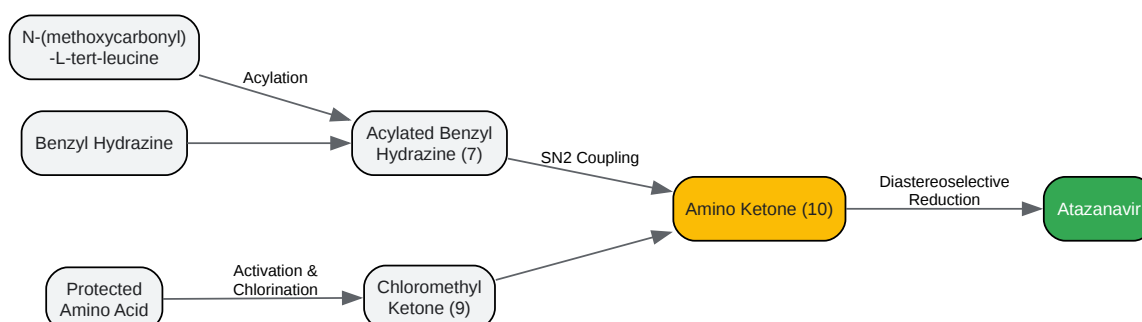 N-(methoxycarbonyl)
-L-tert-leucine
Acylation
Benzyl Hydrazine
Acylated Benzyl
Hydrazine (7)
SN2 Coupling
Amino Ketone (10)
Diastereoselective
Reduction
Atazanavir
Protected
Amino Acid
Activation &
Chlorination
Chloromethyl
Ketone (9)